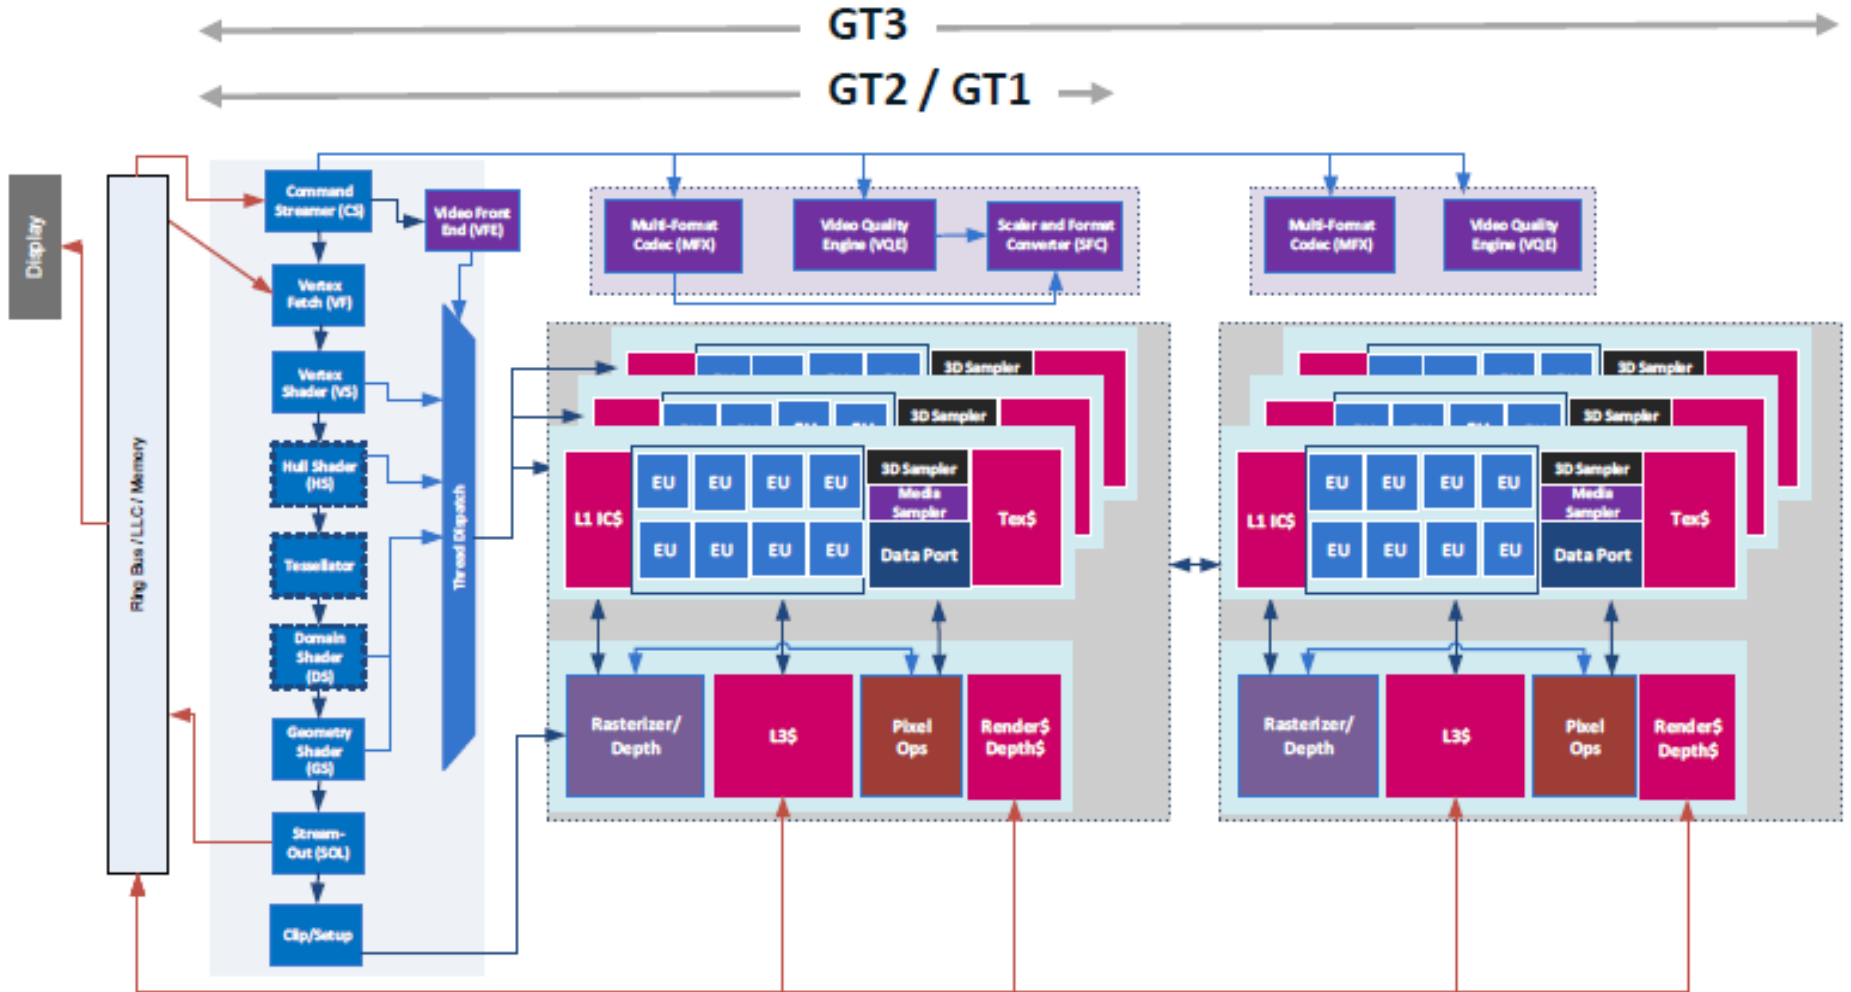 GT3
GT2 / GT1
Display
Ring Bus / LLC / Memory
Command
Streamer (CS)
Video Front
End (VFE)
Vertex
Fetch (VF)
Vertex
Shader (VS)
Hull Shader
(HS)
Tessellator
Domain
Shader
(DS)
Geometry
Shader
(GS)
Stream-
Out (SOL)
Clip/Setup
Thread Dispatch
Multi-Format
Codec (MFX)
Video Quality
Engine (VQE)
Scaler and Format
Converter (SFC)
Multi-Format
Codec (MFX)
Video Quality
Engine (VQE)
3D Sampler
3D Sampler
L1 IC$
EU EU EU EU
EU EU EU EU
3D Sampler
Media
Sampler
Data Port
Tex$
Rasterizer/
Depth
L3$
Pixel
Ops
Render$
Depth$
3D Sampler
3D Sampler
L1 IC$
EU EU EU EU
EU EU EU EU
3D Sampler
Media
Sampler
Data Port
Tex$
Rasterizer/
Depth
L3$
Pixel
Ops
Render$
Depth$